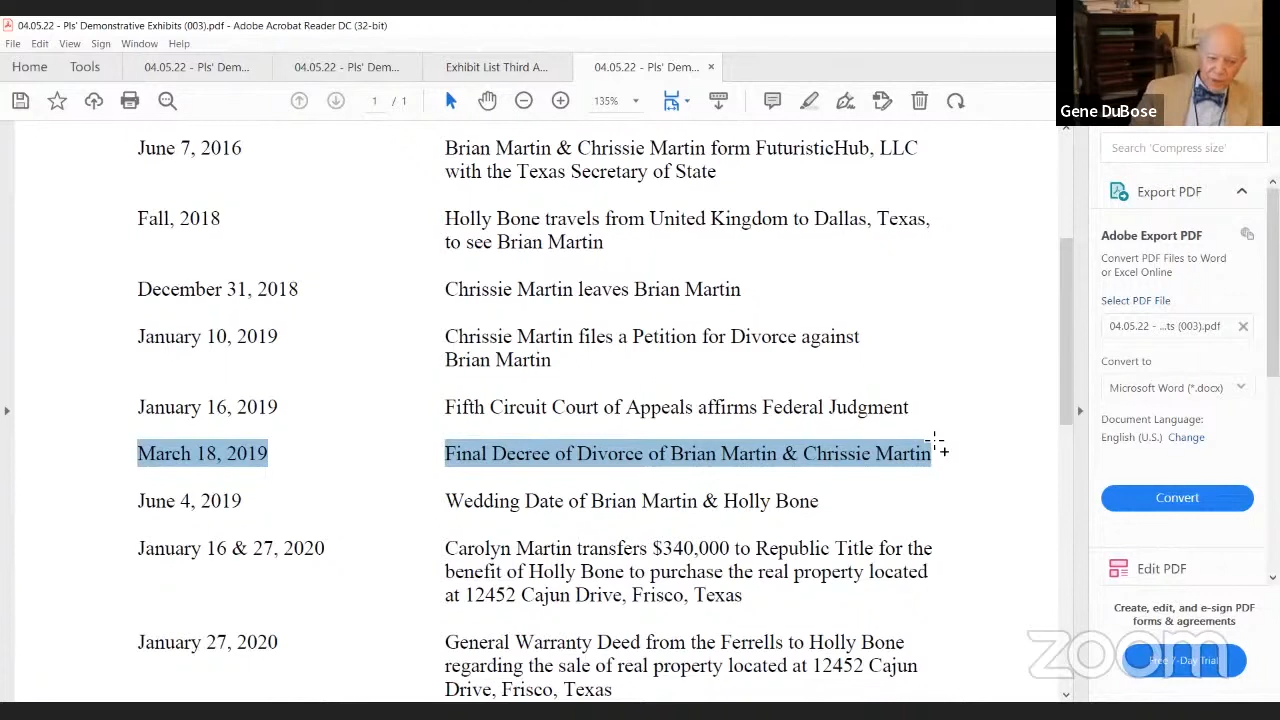 04.05.22 - Pls' Demonstrative Exhibits (003).pdf - Adobe Acrobat Reader DC (32-bit)
File Edit View Sign Window Help
Home Tools 04.05.22 - Pls' Dem... 04.05.22 - Pls' Dem... Exhibit List Third A... 04.05.22 - Pls' Dem... ×
1 / 1 135%
Gene DuBose
June 7, 2016 Brian Martin & Chrissie Martin form FuturisticHub, LLC
with the Texas Secretary of State
Fall, 2018 Holly Bone travels from United Kingdom to Dallas, Texas,
to see Brian Martin
December 31, 2018 Chrissie Martin leaves Brian Martin
January 10, 2019 Chrissie Martin files a Petition for Divorce against
Brian Martin
January 16, 2019 Fifth Circuit Court of Appeals affirms Federal Judgment
March 18, 2019 Final Decree of Divorce of Brian Martin & Chrissie Martin
June 4, 2019 Wedding Date of Brian Martin & Holly Bone
January 16 & 27, 2020 Carolyn Martin transfers $340,000 to Republic Title for the
benefit of Holly Bone to purchase the real property located
at 12452 Cajun Drive, Frisco, Texas
January 27, 2020 General Warranty Deed from the Ferrells to Holly Bone
regarding the sale of real property located at 12452 Cajun
Drive, Frisco, Texas
Search 'Compress size'
Export PDF
Adobe Export PDF
Convert PDF Files to Word
or Excel Online
Select PDF File
04.05.22 - ...ts (003).pdf
Convert to
Microsoft Word (*.docx)
Document Language:
English (U.S.) Change
Convert
Edit PDF
Create, edit, and e-sign PDF
forms & agreements
Free 7-Day Trial
zoom